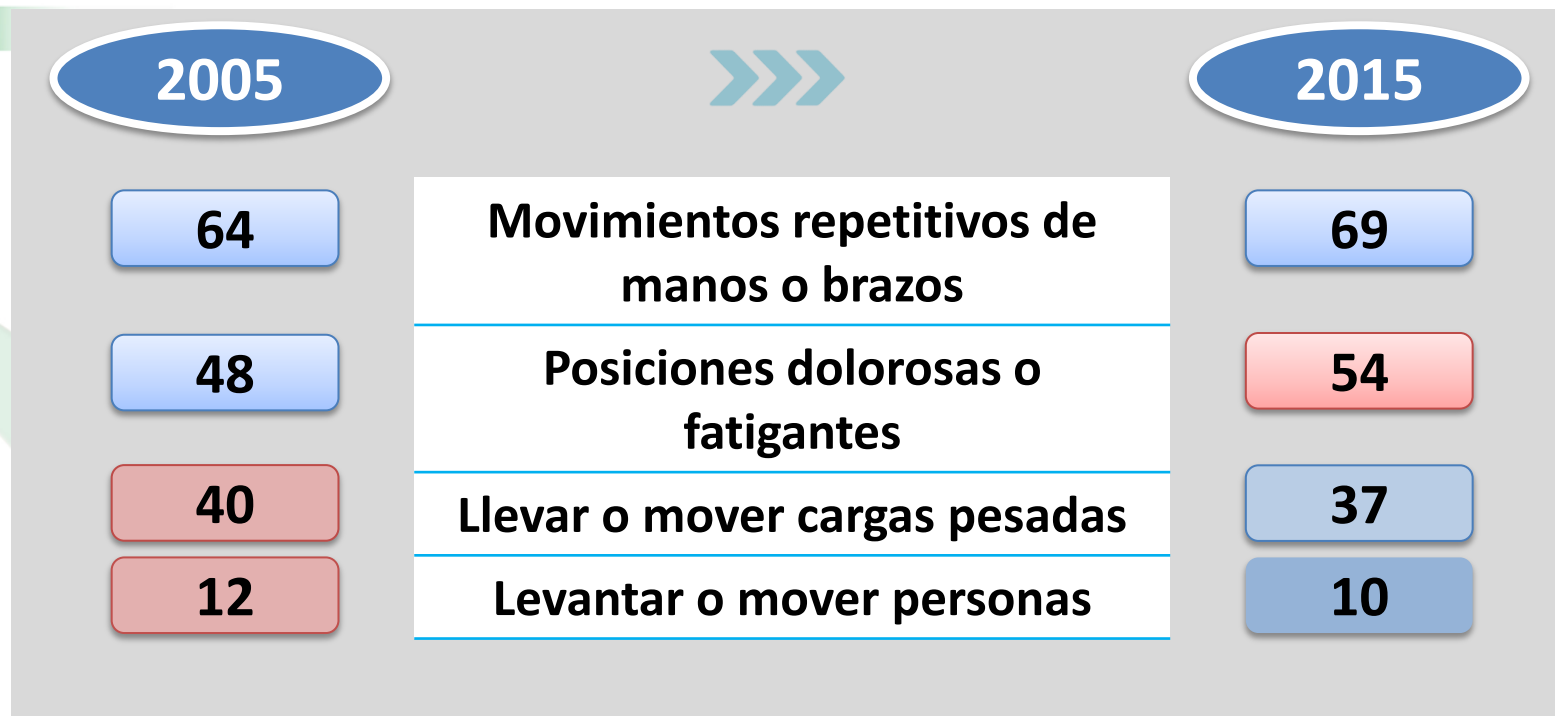 2005
2015
64
Movimientos repetitivos de
manos o brazos
69
48
Posiciones dolorosas o
fatigantes
54
40
Llevar o mover cargas pesadas
37
12
Levantar o mover personas
10